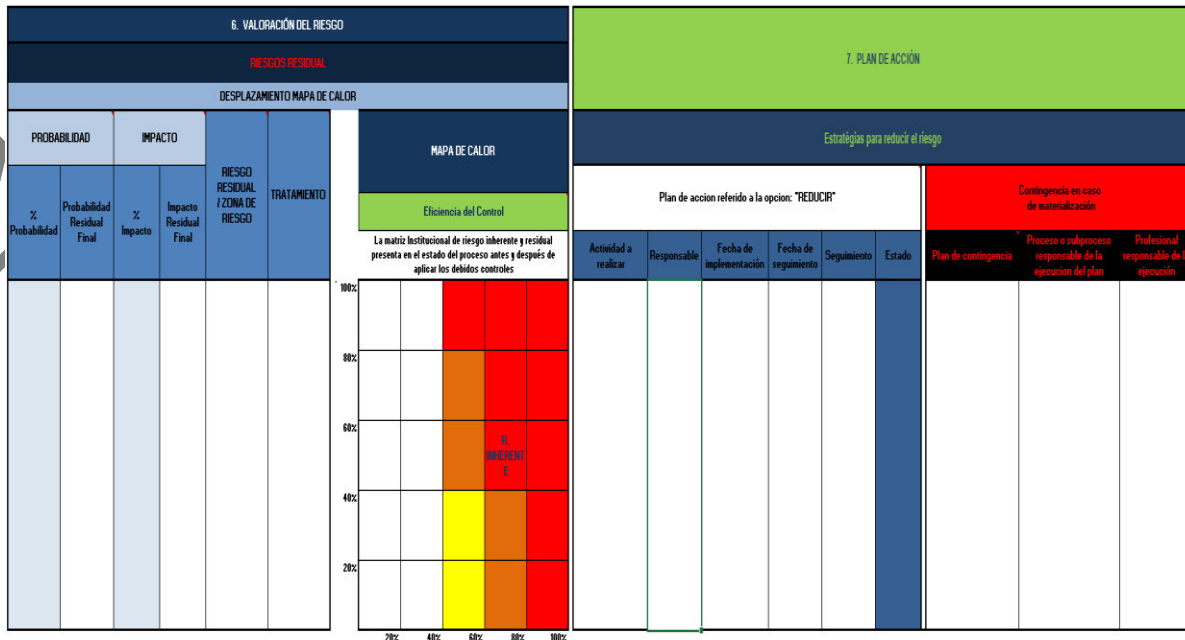 6. VALORACIÓN DEL RIESGO
RIESGOS RESIDUAL
DESPLAZAMIENTO MAPA DE CALOR
PROBABILIDAD
IMPACTO
RIESGO
RESIDUAL
/ ZONA DE
RIESGO
TRATAMIENTO
%
Probabilidad
Probabilidad
Residual
Final
%
Impacto
Impacto
Residual
Final
MAPA DE CALOR
Eficiencia del Control
La matriz Institucional de riesgo inherente y residual
presenta en el estado del proceso antes y después de
aplicar los debidos controles
100%
80%
60%
40%
20%
R.
INHERENT
E
20% 40% 60% 80% 100%
7. PLAN DE ACCIÓN
Estratégias para reducir el riesgo
Plan de accion referido a la opcion: "REDUCIR"
Contingencia en caso
de materialización
Actividad a
realizar
Responsable
Fecha de
implementación
Fecha de
seguimiento
Seguimiento
Estado
Plan de contingencia
Proceso o subproceso
responsable de la
ejecucion del plan
Profesional
responsable de l
ejecución